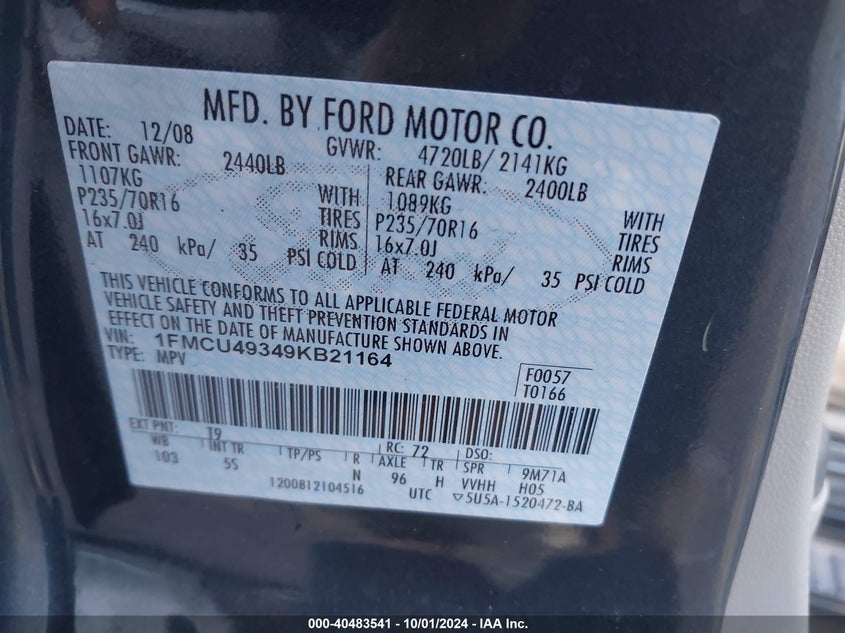 MFD. BY FORD MOTOR CO.
DATE: 12/08 GVWR: 4720LB/ 2141KG
FRONT GAWR: 2440LB REAR GAWR: 2400LB
1107KG WITH 1089KG WITH
P235/70R16 TIRES P235/70R16 TIRES
16x7.0J RIMS 16x7.0J RIMS
AT 240 kPa/ 35 PSI COLD AT 240 kPa/ 35 PSI COLD
THIS VEHICLE CONFORMS TO ALL APPLICABLE FEDERAL MOTOR
VEHICLE SAFETY AND THEFT PREVENTION STANDARDS IN
EFFECT ON THE DATE OF MANUFACTURE SHOWN ABOVE.
VIN: 1FMCU49349KB21164
TYPE: MPV
F0057
T0166
EXT PNT: T9 RC: 72 DSO:
WB INT TR TP/PS R AXLE TR SPR 9M71A
103 5S N 96 H VVHH H05
1200812104516 UTC ▽5U5A-1520472-BA
000-40483541 / 10/01/2024 - IAA Inc.